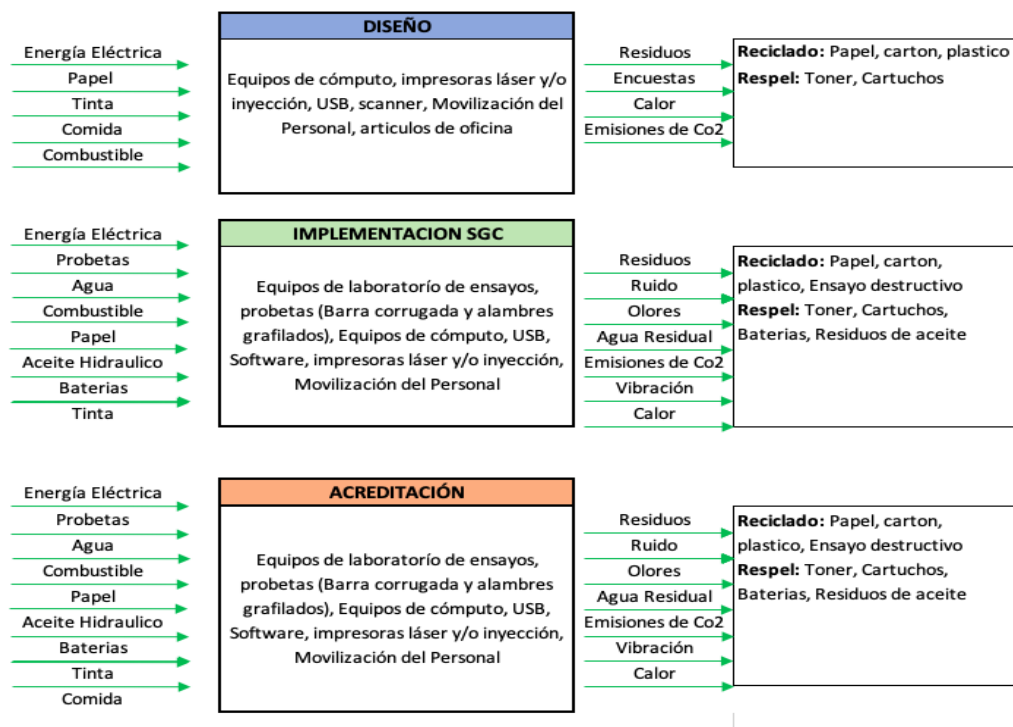 DISEÑO
Energía Eléctrica
Papel
Tinta
Comida
Combustible
Equipos de cómputo, impresoras láser y/o
inyección, USB, scanner, Movilización del
Personal, articulos de oficina
Residuos
Encuestas
Calor
Emisiones de Co2
Reciclado: Papel, carton, plastico
Respel: Toner, Cartuchos
IMPLEMENTACION SGC
Energía Eléctrica
Probetas
Agua
Combustible
Papel
Aceite Hidraulico
Baterias
Tinta
Equipos de laboratorío de ensayos,
probetas (Barra corrugada y alambres
grafilados), Equipos de cómputo, USB,
Software, impresoras láser y/o inyección,
Movilización del Personal
Residuos
Ruido
Olores
Agua Residual
Emisiones de Co2
Vibración
Calor
Reciclado: Papel, carton,
plastico, Ensayo destructivo
Respel: Toner, Cartuchos,
Baterias, Residuos de aceite
ACREDITACIÓN
Energía Eléctrica
Probetas
Agua
Combustible
Papel
Aceite Hidraulico
Baterias
Tinta
Comida
Equipos de laboratorío de ensayos,
probetas (Barra corrugada y alambres
grafilados), Equipos de cómputo, USB,
Software, impresoras láser y/o inyección,
Movilización del Personal
Residuos
Ruido
Olores
Agua Residual
Emisiones de Co2
Vibración
Calor
Reciclado: Papel, carton,
plastico, Ensayo destructivo
Respel: Toner, Cartuchos,
Baterias, Residuos de aceite